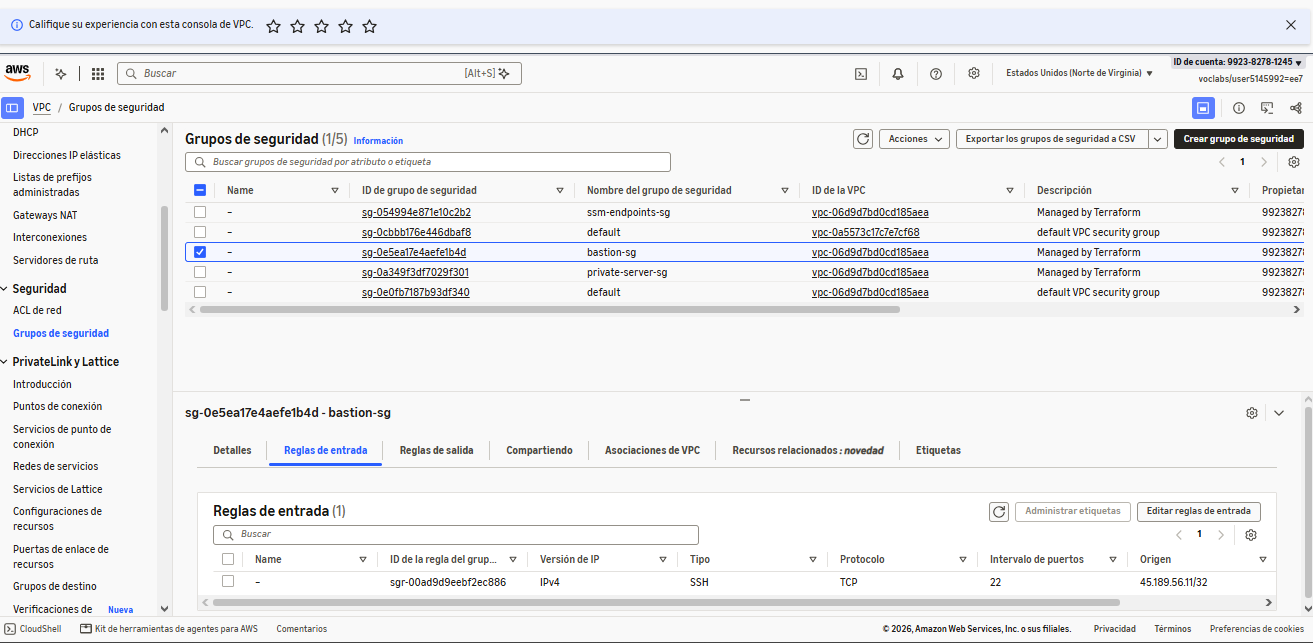 Califique su experiencia con esta consola de VPC.
aws
Buscar [Alt+S]
Estados Unidos (Norte de Virginia)
ID de cuenta: 9923-8278-1245
voclabs/user5145992=ee7
VPC / Grupos de seguridad
DHCP
Direcciones IP elásticas
Listas de prefijos
administradas
Gateways NAT
Interconexiones
Servidores de ruta
Seguridad
ACL de red
Grupos de seguridad
PrivateLink y Lattice
Introducción
Puntos de conexión
Servicios de punto de
conexión
Redes de servicios
Servicios de Lattice
Configuraciones de
recursos
Puertas de enlace de
recursos
Grupos de destino
Verificaciones de Nueva
Grupos de seguridad (1/5) Información
Acciones
Exportar los grupos de seguridad a CSV
Crear grupo de seguridad
Buscar grupos de seguridad por atributo o etiqueta
1
Name ID de grupo de seguridad Nombre del grupo de seguridad ID de la VPC Descripción Propietar
– sg-054994e871e10c2b2 ssm-endpoints-sg vpc-06d9d7bd0cd185aea Managed by Terraform 99238278
– sg-0cbbb176e446dbaf8 default vpc-0a5573c17c7e7cf68 default VPC security group 99238278
– sg-0e5ea17e4aefe1b4d bastion-sg vpc-06d9d7bd0cd185aea Managed by Terraform 99238278
– sg-0a349f3df7029f301 private-server-sg vpc-06d9d7bd0cd185aea Managed by Terraform 99238278
– sg-0e0fb7187b93df340 default vpc-06d9d7bd0cd185aea default VPC security group 99238278
sg-0e5ea17e4aefe1b4d - bastion-sg
Detalles Reglas de entrada Reglas de salida Compartiendo Asociaciones de VPC Recursos relacionados : novedad Etiquetas
Reglas de entrada (1)
Administrar etiquetas
Editar reglas de entrada
Buscar
1
Name ID de la regla del grup... Versión de IP Tipo Protocolo Intervalo de puertos Origen
– sgr-00ad9d9eebf2ec886 IPv4 SSH TCP 22 45.189.56.11/32
CloudShell Kit de herramientas de agentes para AWS Comentarios © 2026, Amazon Web Services, Inc. o sus filiales. Privacidad Términos Preferencias de cookies